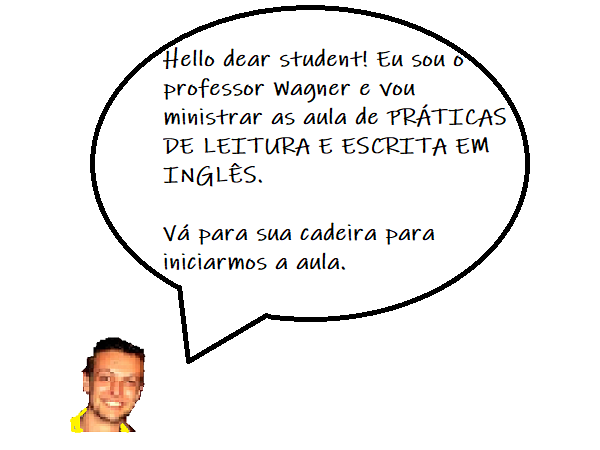 Hello dear student! Eu sou o
professor Wagner e vou
ministrar as aula de PRÁTICAS
DE LEITURA E ESCRITA EM
INGLÊS.
Vá para sua cadeira para
iniciarmos a aula.